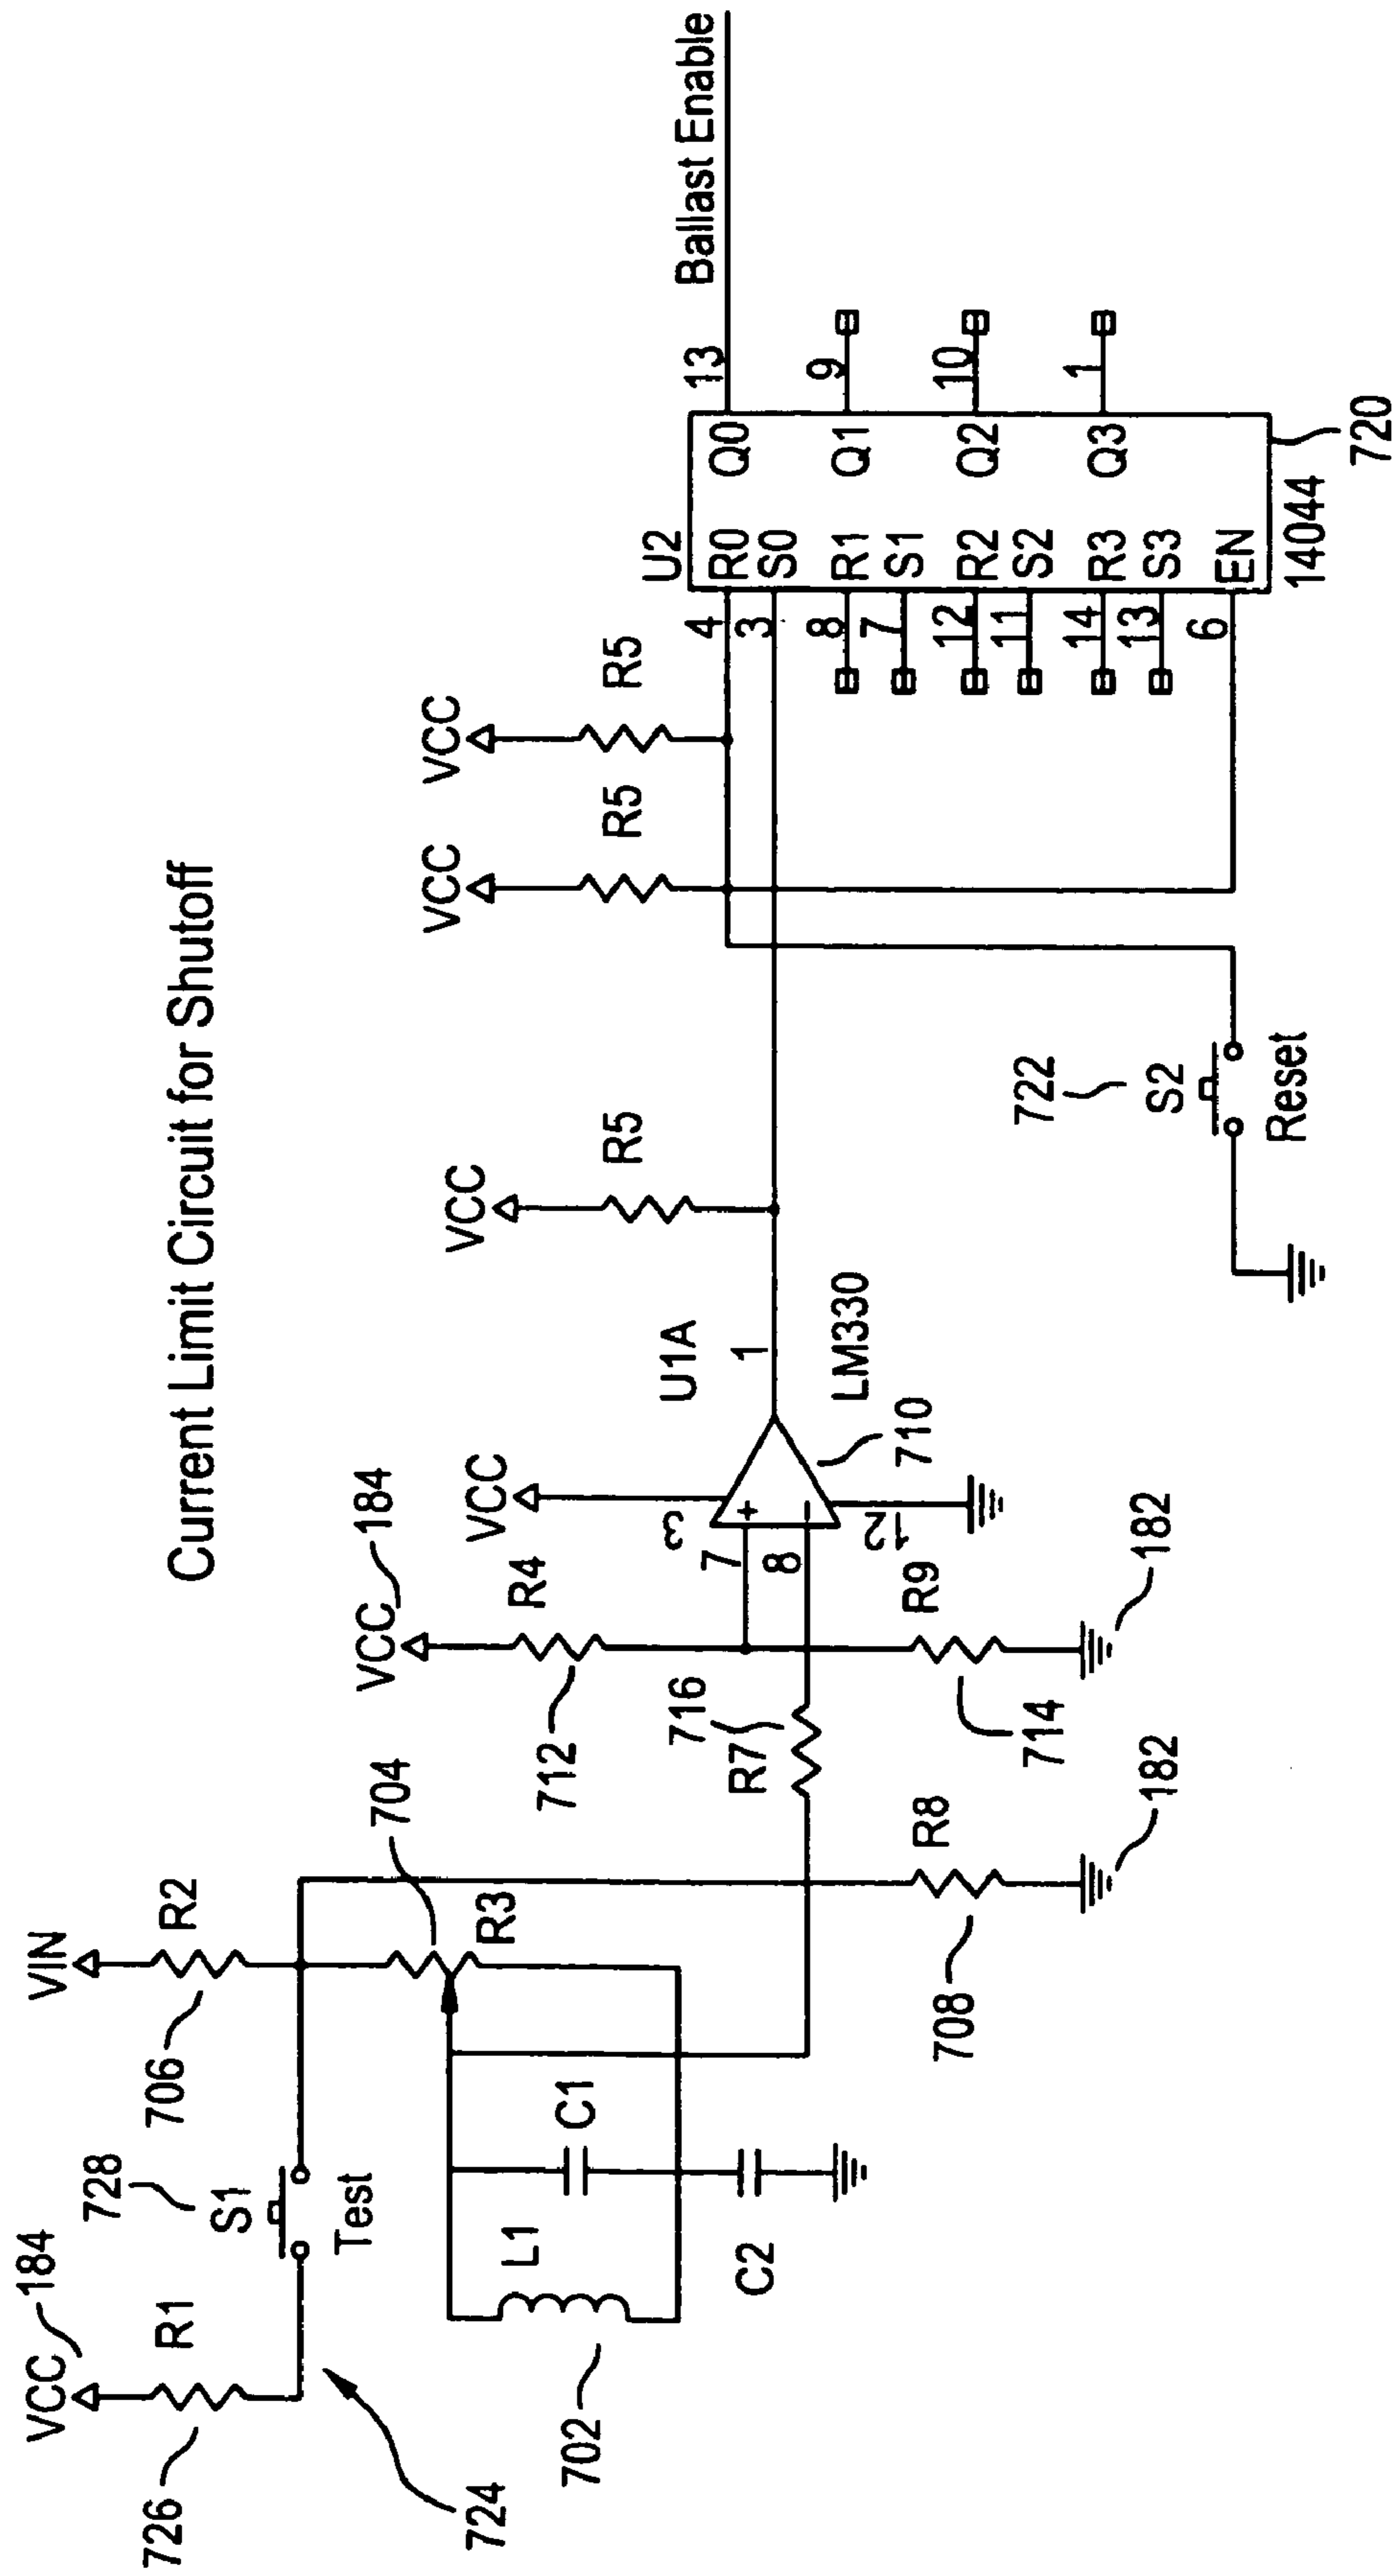 Current Limit Circuit for Shutoff
VCC 184
R1
726
724
728
S1
Test
VIN
R2
706
704
R3
L1
702
C1
C2
R8
708
182
VCC 184
R4
712
716
R7
R9
714
182
VCC
3
7
8
12
+
−
710
U1A
1
LM330
VCC
R5
VCC
R5
VCC
R5
722
S2
Reset
U2
4 R0 Q0 13
Ballast Enable
3 S0
8 R1 Q1 9
7 S1
12 R2 Q2 10
11 S2
14 R3 Q3 1
13 S3
6 EN
14044
720